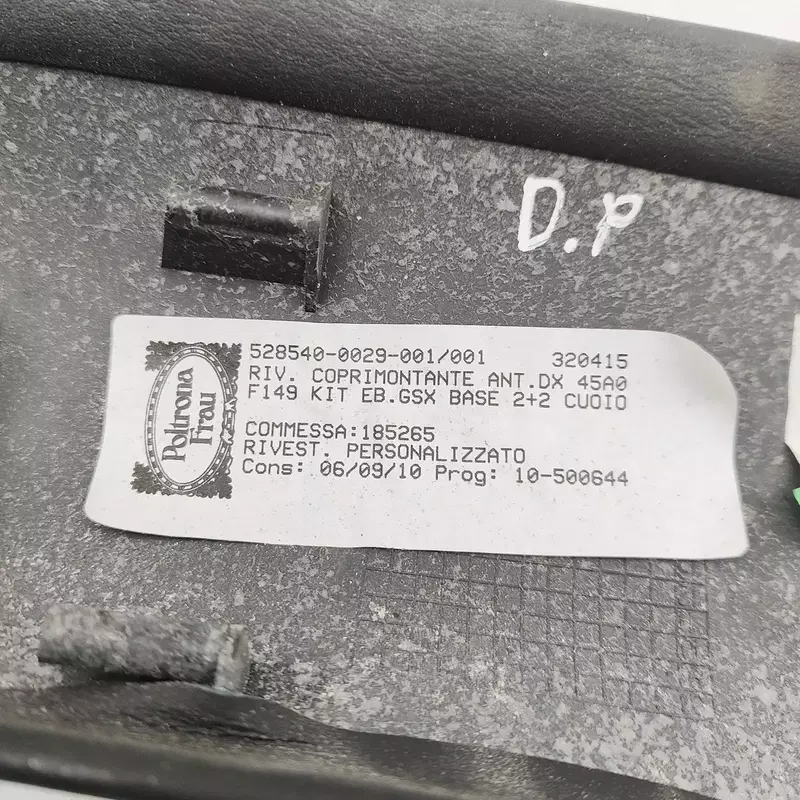 D.P
528540-0029-001/001 320415
RIV. COPRIMONTANTE ANT.DX 45A0
F149 KIT EB.GSX BASE 2+2 CUOIO
COMMESSA:185265
RIVEST. PERSONALIZZATO
Cons: 06/09/10 Prog: 10-500644
Poltrona
Frau